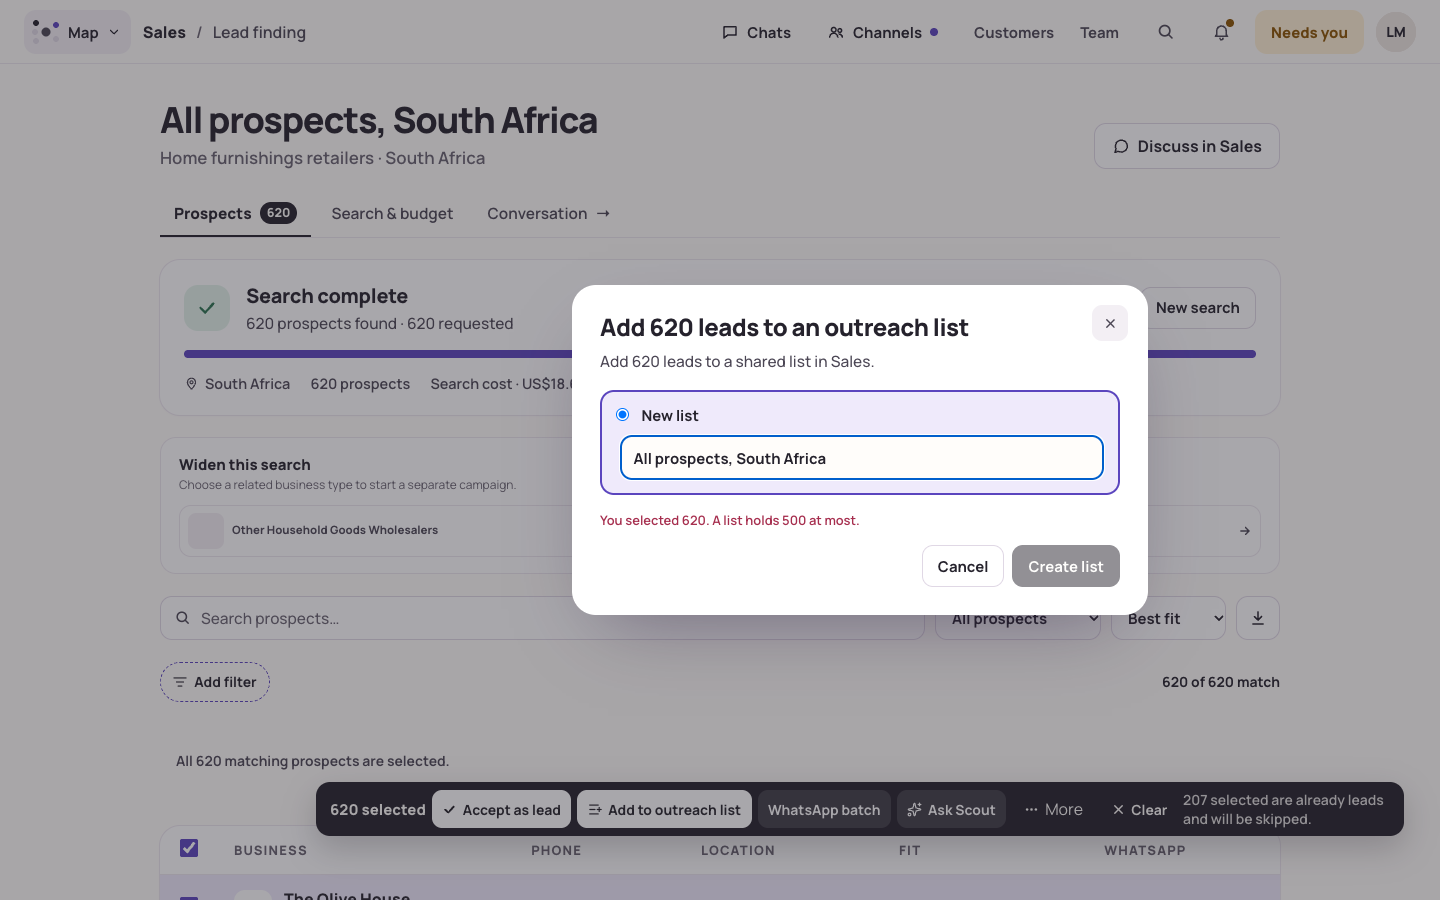 Map
Sales / Lead finding
Chats
Channels
Customers
Team
Needs you
LM
All prospects, South Africa
Home furnishings retailers · South Africa
Discuss in Sales
Prospects 620
Search & budget
Conversation →
Search complete
620 prospects found · 620 requested
New search
South Africa
620 prospects
Search cost · US$18.
Add 620 leads to an outreach list
Add 620 leads to a shared list in Sales.
New list
All prospects, South Africa
You selected 620. A list holds 500 at most.
Cancel
Create list
Widen this search
Choose a related business type to start a separate campaign.
Other Household Goods Wholesalers
Search prospects...
All prospects
Best fit
Add filter
620 of 620 match
All 620 matching prospects are selected.
620 selected
Accept as lead
Add to outreach list
WhatsApp batch
Ask Scout
More
Clear
207 selected are already leads
and will be skipped.
BUSINESS
PHONE
LOCATION
FIT
WHATSAPP
The Olive House